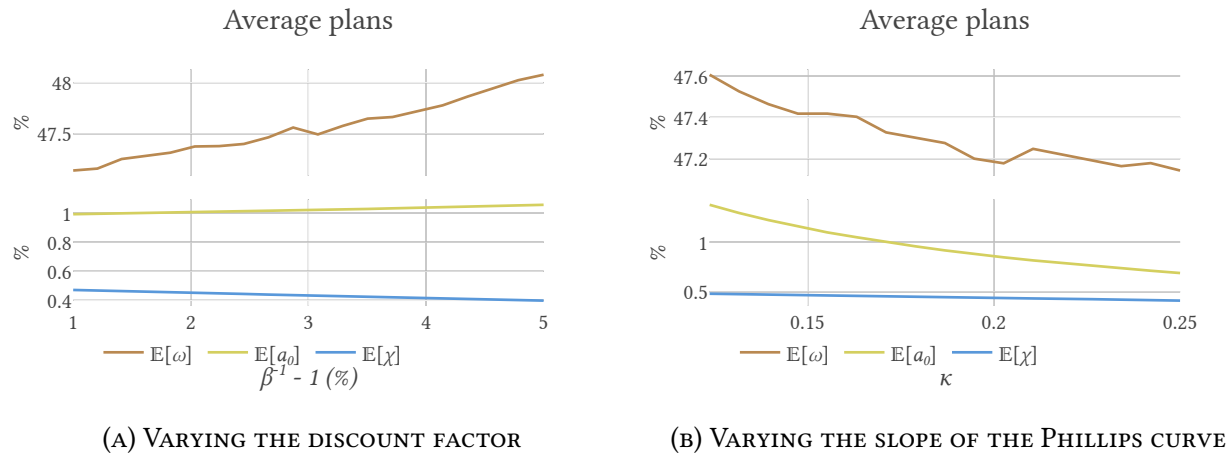 Average plans
48
47.5
%
1
0.8
0.6
0.4
%
1 2 3 4 5
𝔼[ω] 𝔼[a₀] 𝔼[χ]
β⁻¹ - 1 (%)
(A) VARYING THE DISCOUNT FACTOR
Average plans
47.6
47.4
47.2
%
1
0.5
%
0.15 0.2 0.25
𝔼[ω] 𝔼[a₀] 𝔼[χ]
κ
(B) VARYING THE SLOPE OF THE PHILLIPS CURVE